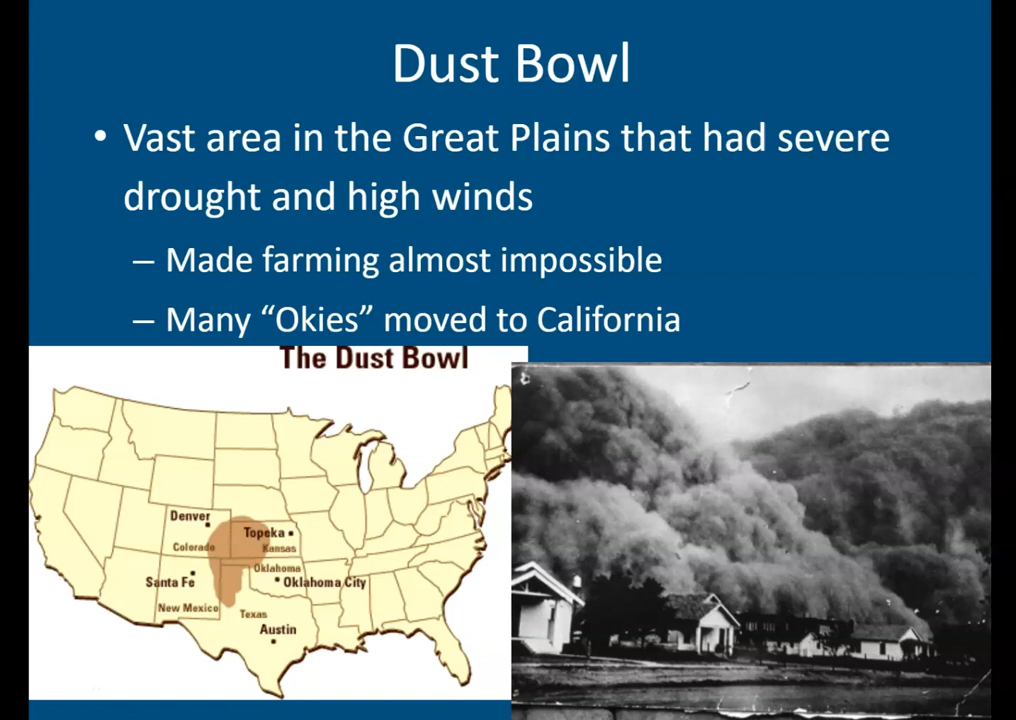 Dust Bowl
• Vast area in the Great Plains that had severe
drought and high winds
– Made farming almost impossible
– Many “Okies” moved to California
The Dust Bowl
Denver
Topeka
Colorado
Kansas
Oklahoma
Santa Fe
Oklahoma City
New Mexico
Texas
Austin